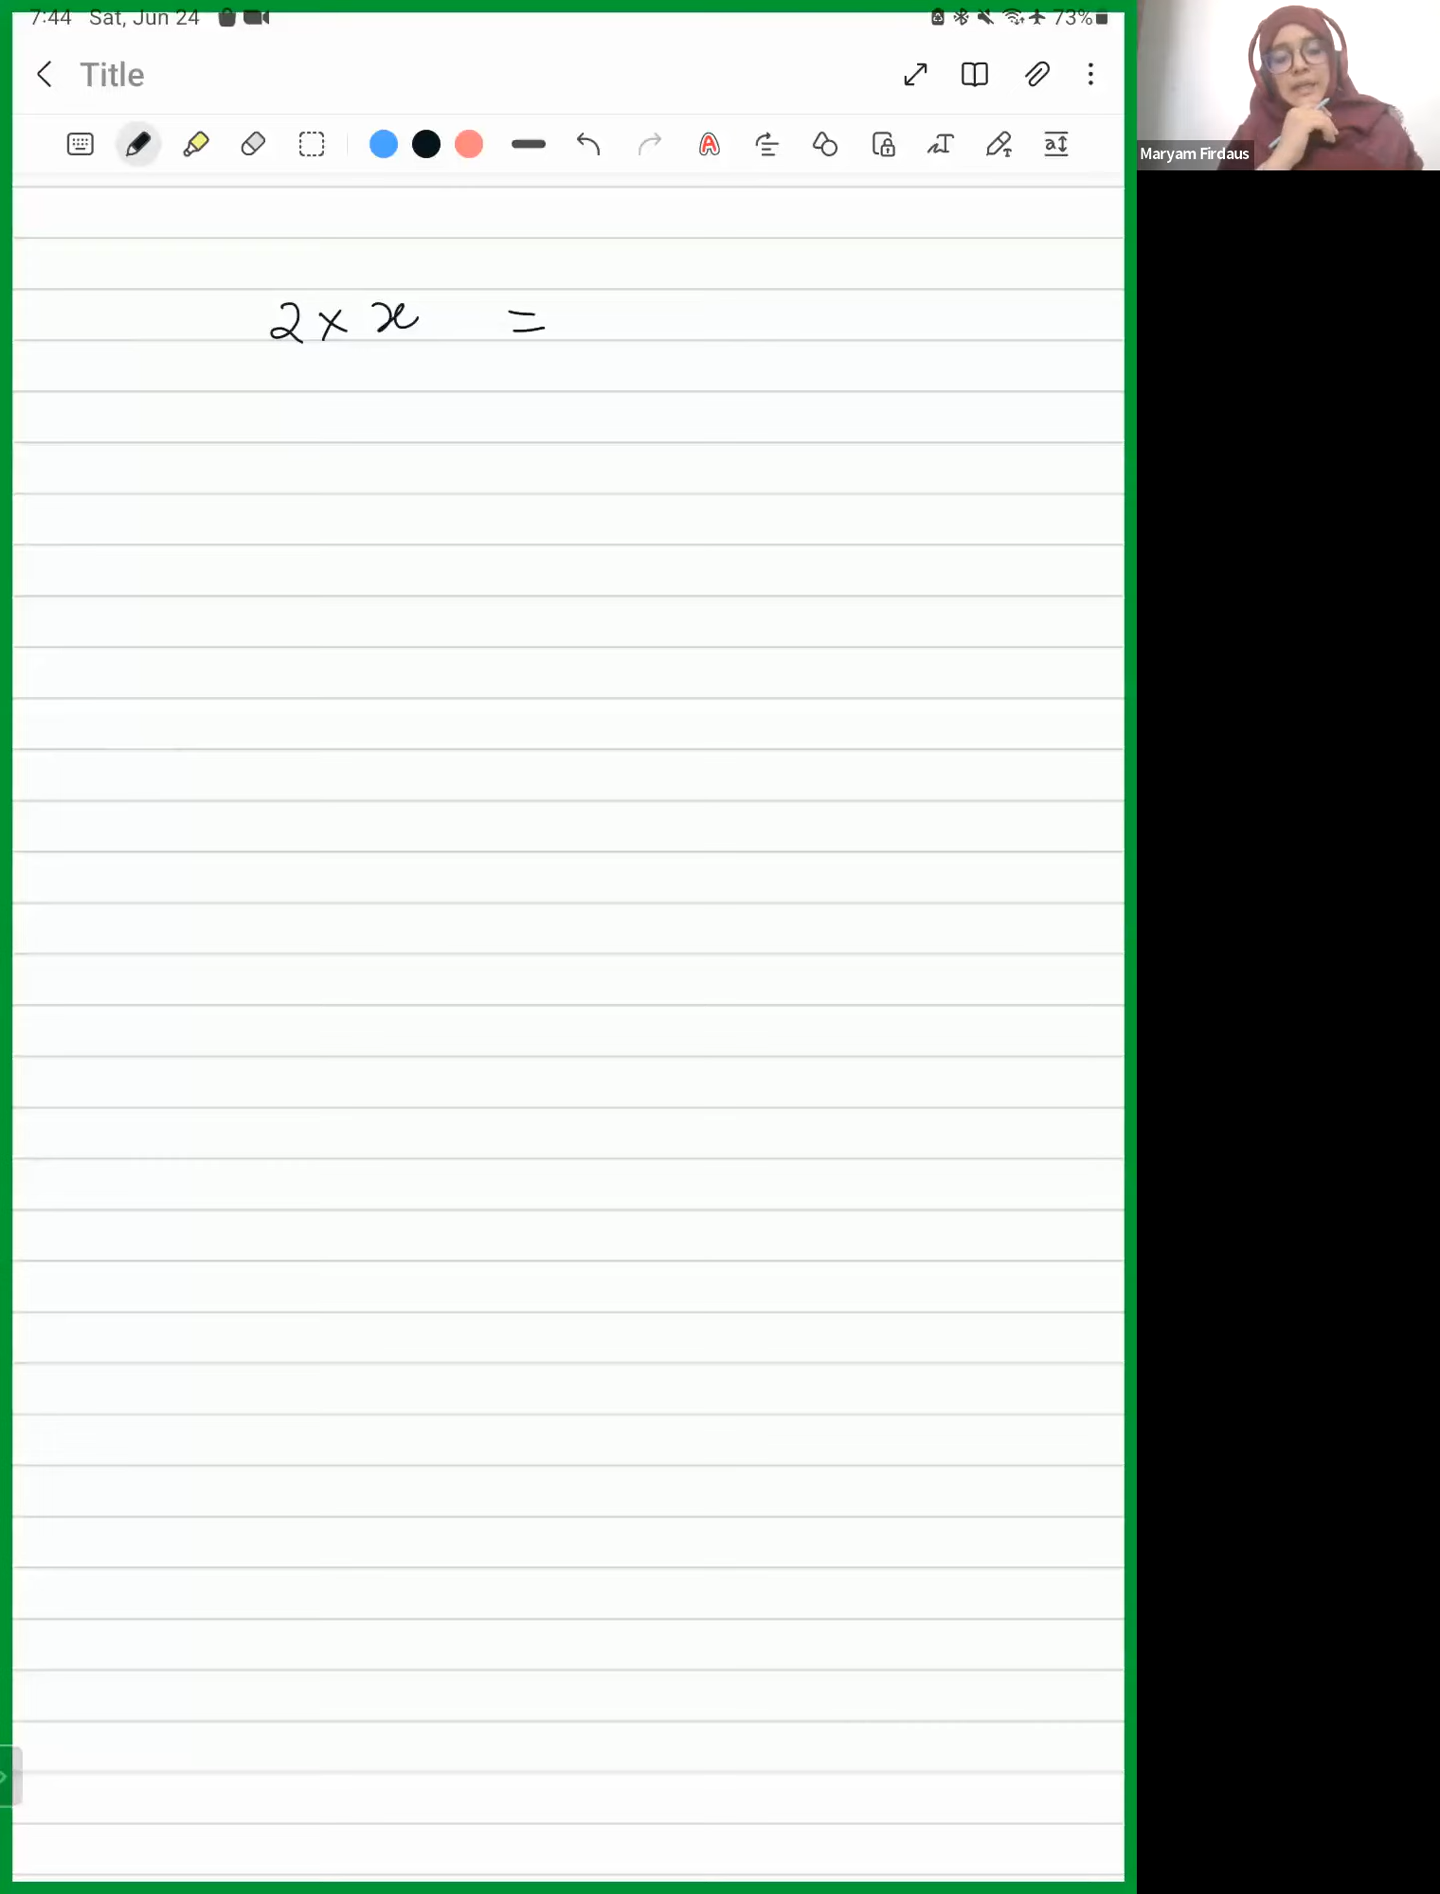 7:44 Sat, Jun 24 73%
Title
A T T a
Maryam Firdaus
2 × x =